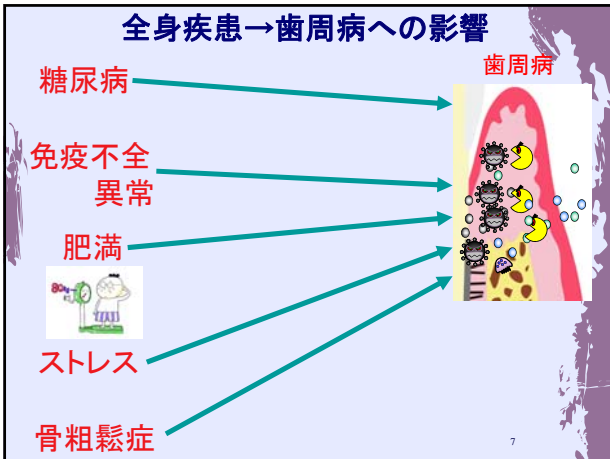 全身疾患→歯周病への影響
歯周病
糖尿病
免疫不全
異常
肥満
ストレス
骨粗鬆症
7